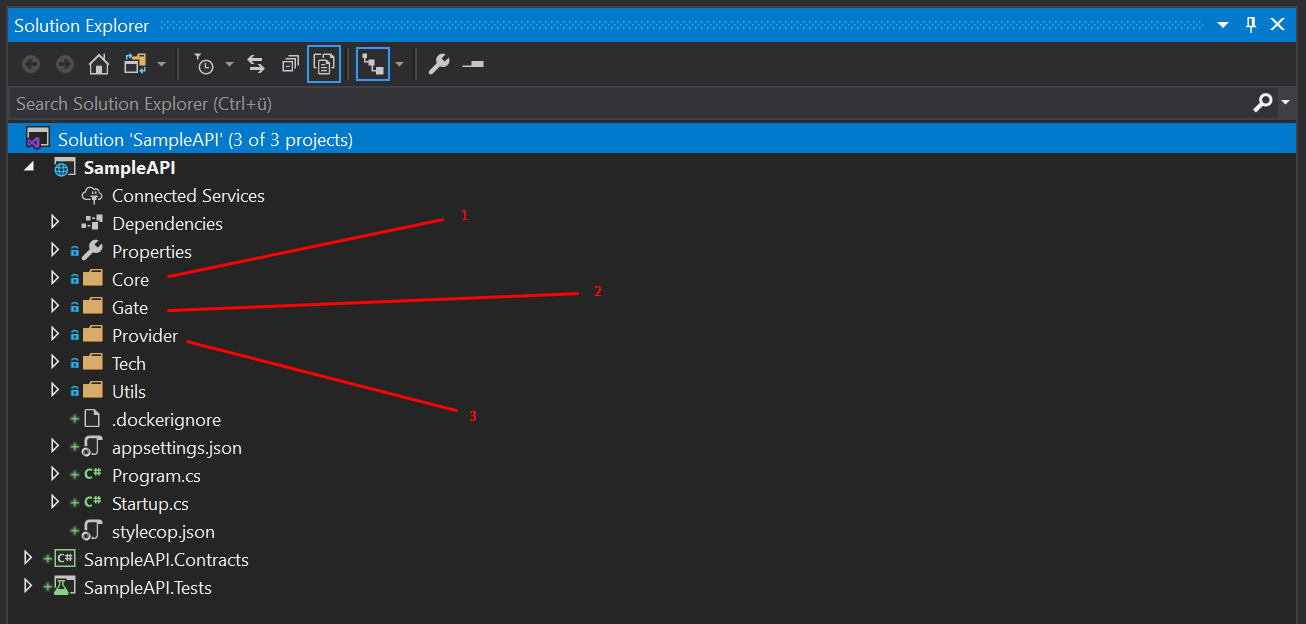 Solution Explorer
Search Solution Explorer (Ctrl+ü)
Solution 'SampleAPI' (3 of 3 projects)
SampleAPI
Connected Services
Dependencies
1
Properties
Core
2
Gate
Provider
Tech
Utils
3
.dockerignore
appsettings.json
C# Program.cs
C# Startup.cs
stylecop.json
C# SampleAPI.Contracts
SampleAPI.Tests